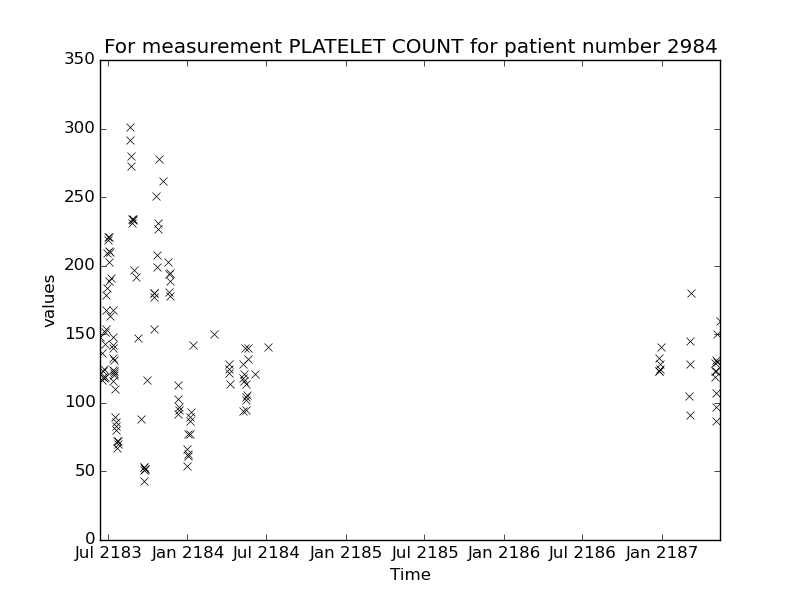 For measurement PLATELET COUNT for patient number 2984
350
300
250
200
150
100
50
0
values
Jul 2183 Jan 2184 Jul 2184 Jan 2185 Jul 2185 Jan 2186 Jul 2186 Jan 2187
Time